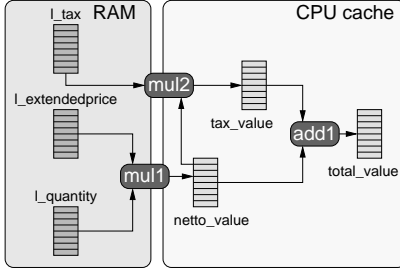 RAM
CPU cache
l_tax
mul2
l_extendedprice
tax_value
add1
mul1
total_value
l_quantity
netto_value